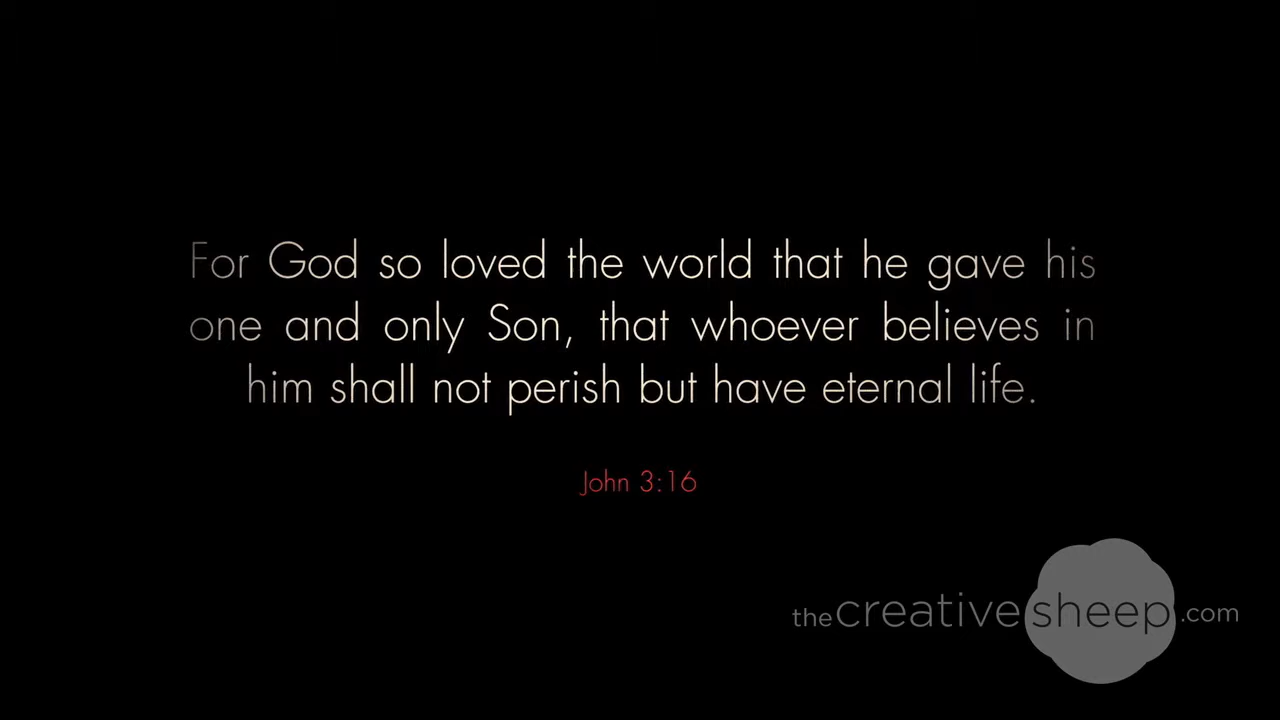 For God so loved the world that he gave his
one and only Son, that whoever believes in
him shall not perish but have eternal life.
John 3:16
thecreativesheep.com